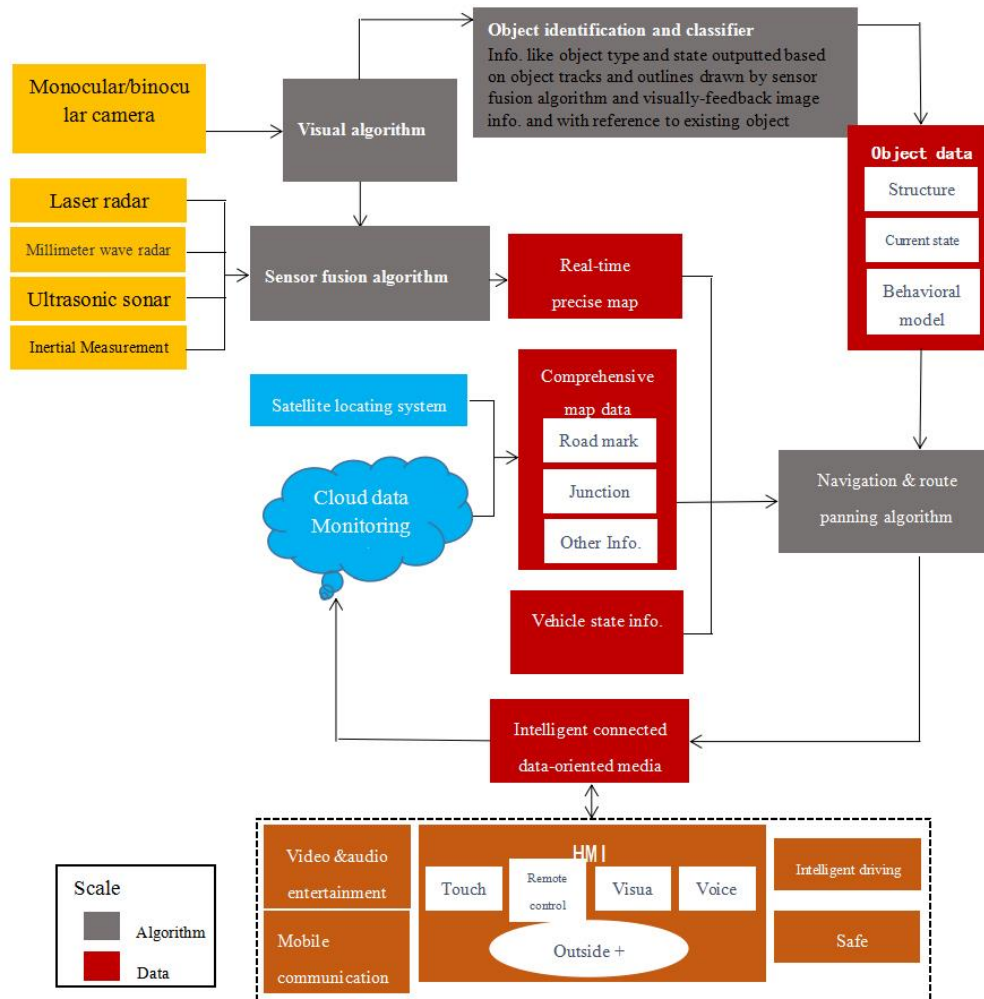 Object identification and classifier
Info. like object type and state outputted based
on object tracks and outlines drawn by sensor
fusion algorithm and visually-feedback image
info. and with reference to existing object
Monocular/binocu
lar camera
Visual algorithm
Object data
Structure
Current state
Behavioral
model
Laser radar
Millimeter wave radar
Ultrasonic sonar
Inertial Measurement
Sensor fusion algorithm
Real-time
precise map
Satellite locating system
Cloud data
Monitoring
Comprehensive
map data
Road mark
Junction
Other Info.
Navigation & route
panning algorithm
Vehicle state info.
Intelligent connected
data-oriented media
Video &audio
entertainment
Mobile
communication
HMI
Touch
Remote
control
Visua
Voice
Outside +
Intelligent driving
Safe
Scale
Algorithm
Data